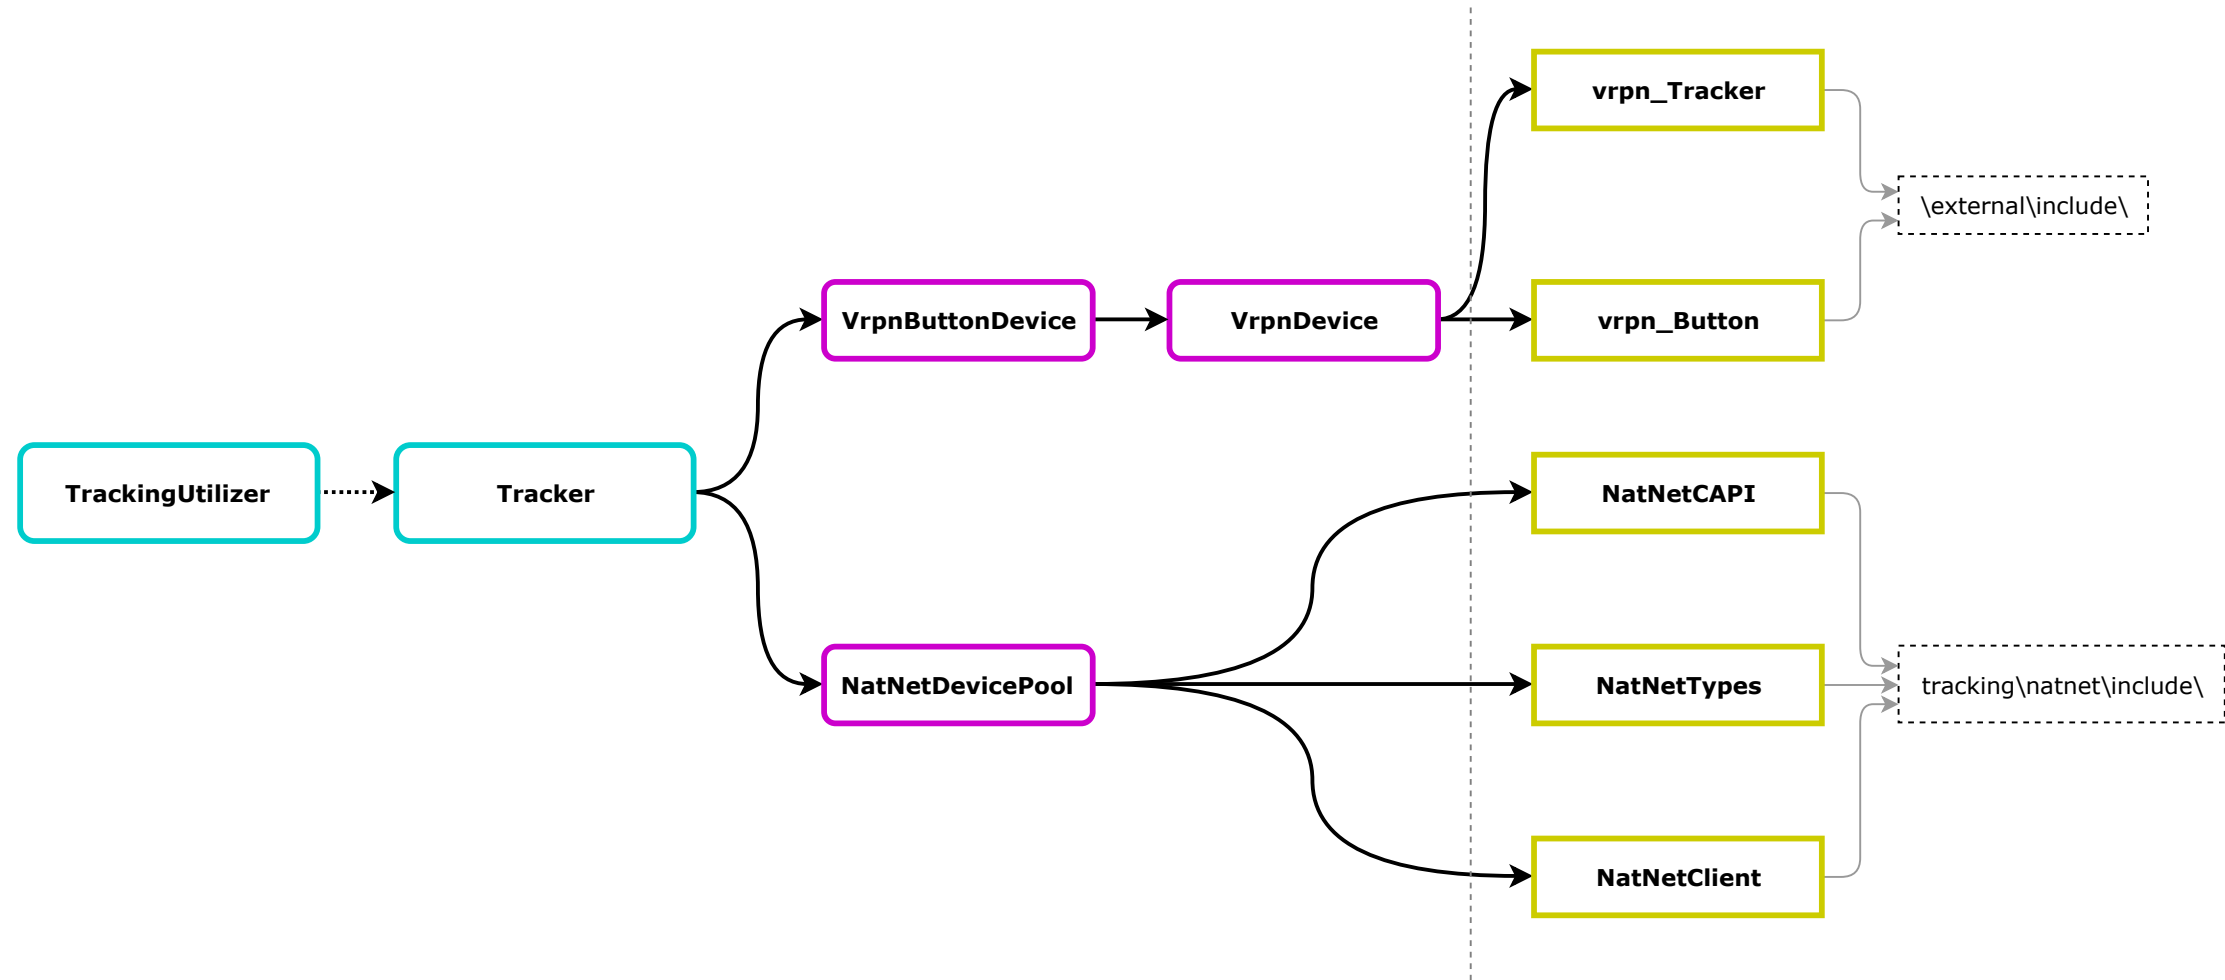 vrpn_Tracker
\external\include\
VrpnButtonDevice
VrpnDevice
vrpn_Button
TrackingUtilizer
Tracker
NatNetCAPI
NatNetDevicePool
NatNetTypes
tracking\natnet\include\
NatNetClient